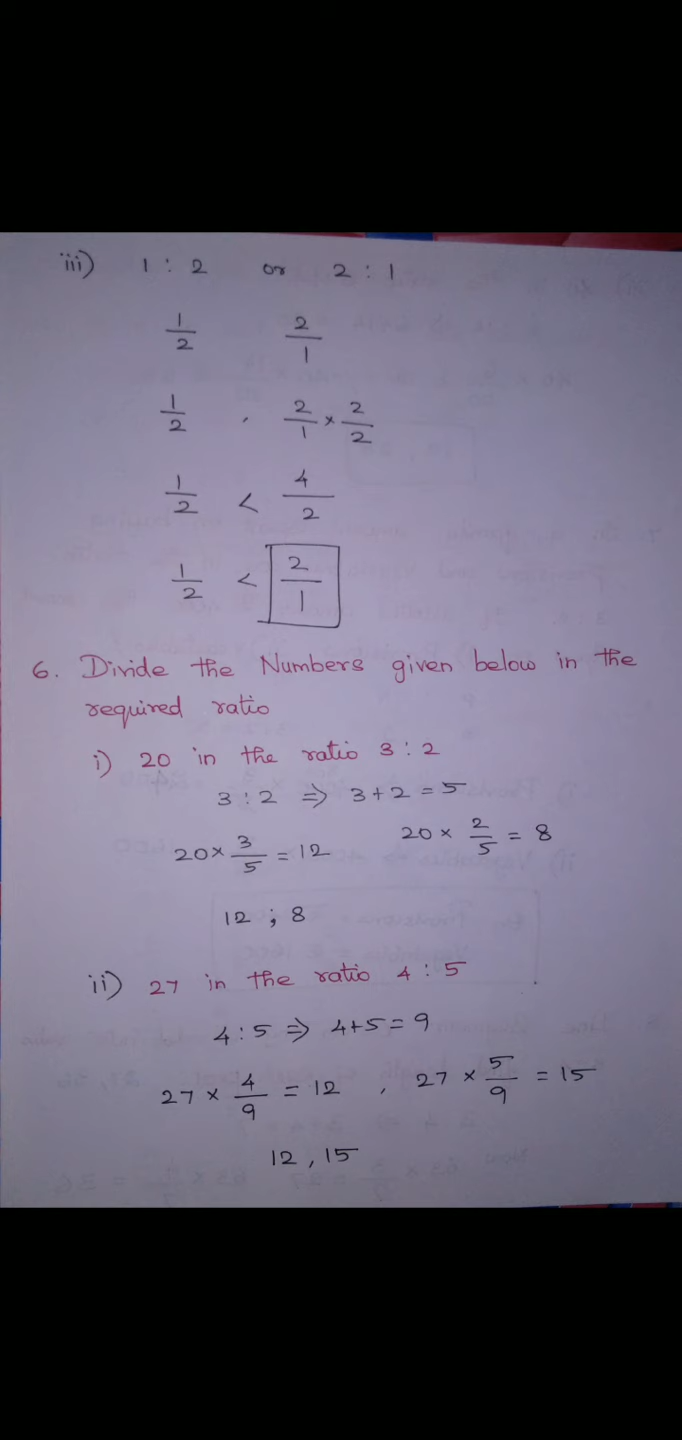 iii) 1 : 2 or 2 : 1
1/2 2/1
1/2 , 2/1 × 2/2
1/2 < 4/2
1/2 < 2/1
6. Divide the Numbers given below in the
required ratio
i) 20 in the ratio 3 : 2
3 : 2 ⇒ 3 + 2 = 5
20 × 3/5 = 12 20 × 2/5 = 8
12 ; 8
ii) 27 in the ratio 4 : 5
4 : 5 ⇒ 4 + 5 = 9
27 × 4/9 = 12 , 27 × 5/9 = 15
12 , 15